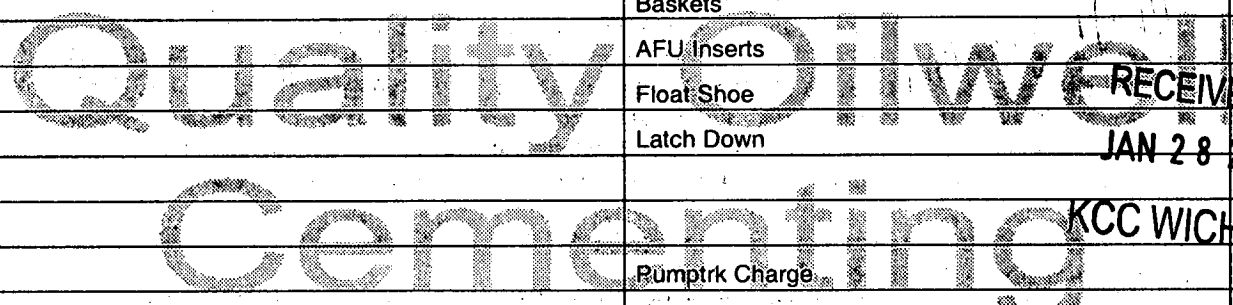 Baskets
Quality Oilwell
AFU Inserts
Float Shoe
RECEIV
Latch Down
JAN 28
Cementing
KCC WICH
Pumptrk Charge